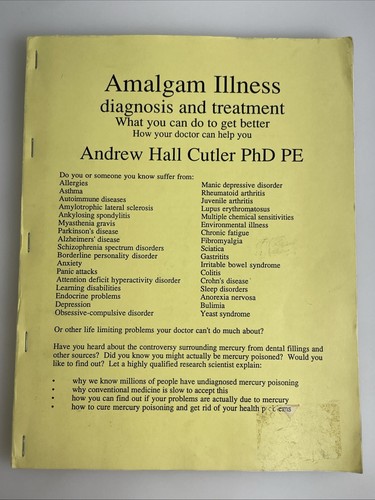 Amalgam Illness
diagnosis and treatment
What you can do to get better
How your doctor can help you
Andrew Hall Cutler PhD PE
Do you or someone you know suffer from:
Allergies
Asthma
Autoimmune diseases
Amylotrophic lateral sclerosis
Ankylosing spondylitis
Myasthenia gravis
Parkinson's disease
Alzheimers' disease
Schizophrenia spectrum disorders
Borderline personality disorder
Anxiety
Panic attacks
Attention deficit hyperactivity disorder
Learning disabilities
Endocrine problems
Depression
Obsessive-compulsive disorder
Manic depressive disorder
Rheumatoid arthritis
Juvenile arthritis
Lupus erythematosus
Multiple chemical sensitivities
Environmental illness
Chronic fatigue
Fibromyalgia
Sciatica
Gastritits
Irritable bowel syndrome
Colitis
Crohn's disease
Sleep disorders
Anorexia nervosa
Bulimia
Yeast syndrome
Or other life limiting problems your doctor can't do much about?
Have you heard about the controversy surrounding mercury from dental fillings and
other sources? Did you know you might actually be mercury poisoned? Would you
like to find out? Let a highly qualified research scientist explain:
• why we know millions of people have undiagnosed mercury poisoning
• why conventional medicine is slow to accept this
• how you can find out if your problems are actually due to mercury
• how to cure mercury poisoning and get rid of your health problems